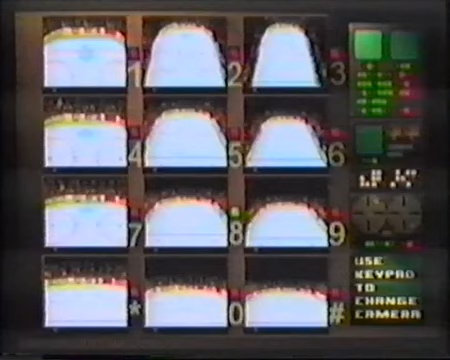 1 2 3
4 5 6
7 8 9
* 0 #
USE
KEYPAD
TO
CHANGE
CAMERA